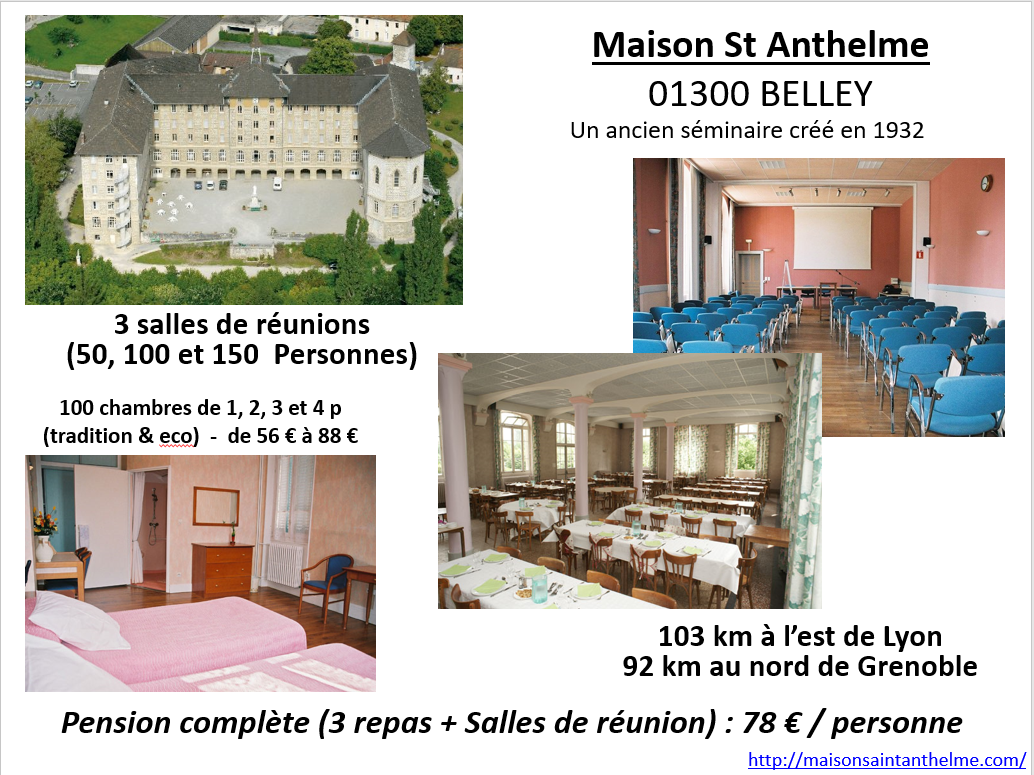 Maison St Anthelme
01300 BELLEY
Un ancien séminaire créé en 1932
3 salles de réunions
(50, 100 et 150  Personnes)
100 chambres de 1, 2, 3 et 4 p
(tradition & eco)  -  de 56 € à 88 €
103 km à l’est de Lyon
92 km au nord de Grenoble
Pension complète (3 repas + Salles de réunion) : 78 € / personne
http://maisonsaintanthelme.com/